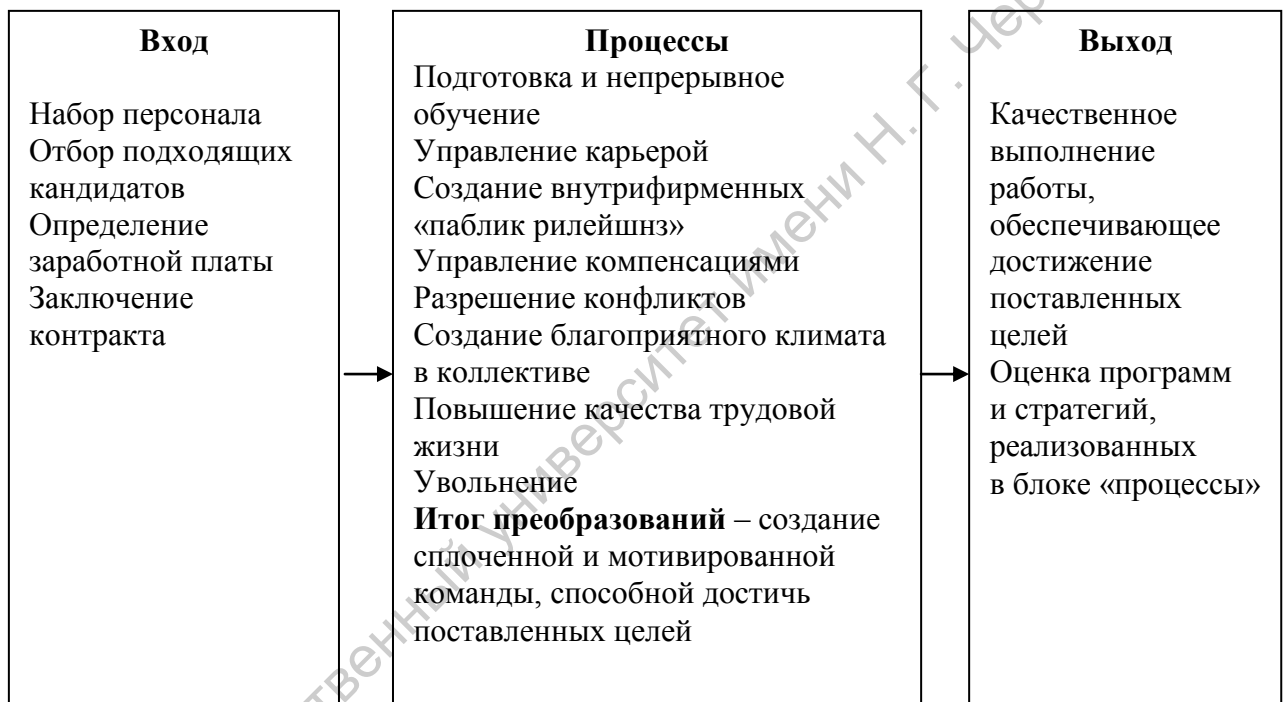 Вход
Набор персонала
Отбор подходящих
кандидатов
Определение
заработной платы
Заключение
контракта
Процессы
Подготовка и непрерывное
обучение
Управление карьерой
Создание внутрифирменных
«паблик рилейшнз»
Управление компенсациями
Разрешение конфликтов
Создание благоприятного климата
в коллективе
Повышение качества трудовой
жизни
Увольнение
Итог преобразований – создание
сплоченной и мотивированной
команды, способной достичь
поставленных целей
Выход
Качественное
выполнение
работы,
обеспечивающее
достижение
поставленных
целей
Оценка программ
и стратегий,
реализованных
в блоке «процессы»
университет имени Н. Г.